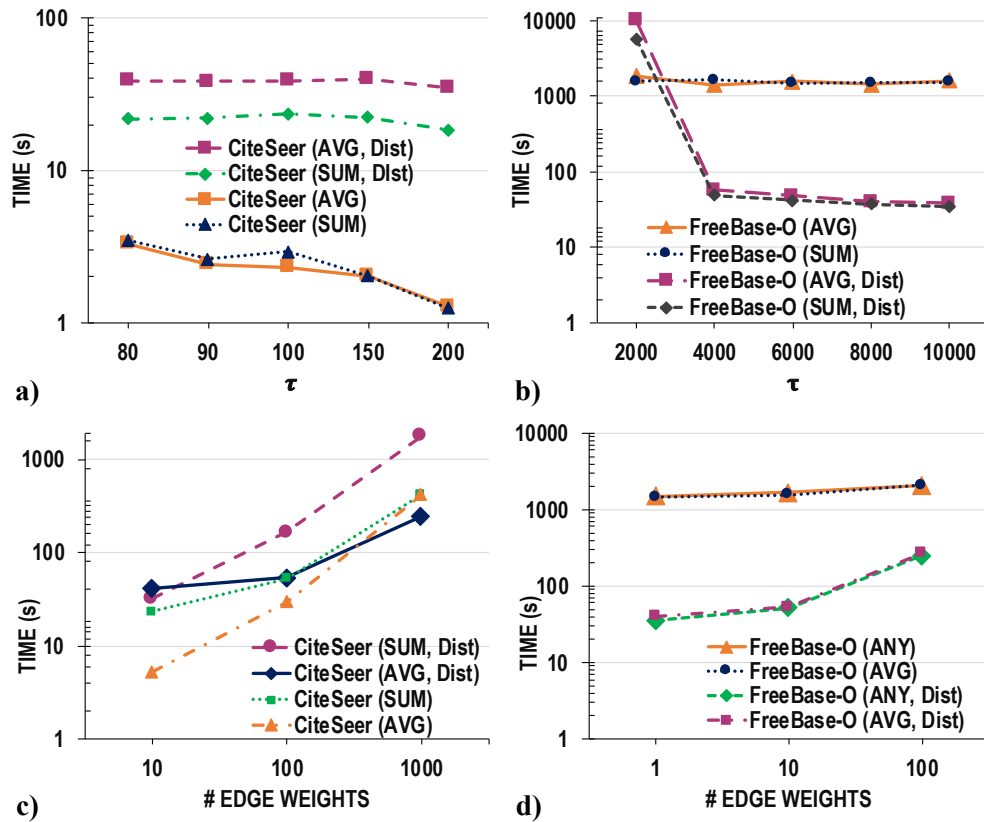 100
10
1
TIME (s)
CiteSeer (AVG, Dist)
CiteSeer (SUM, DIst)
CiteSeer (AVG)
CiteSeer (SUM)
80 90 100 150 200
τ
a)
10000
1000
100
10
1
TIME (s)
FreeBase-O (AVG)
FreeBase-O (SUM)
FreeBase-O (AVG, Dist)
FreeBase-O (SUM, Dist)
2000 4000 6000 8000 10000
τ
b)
1000
100
10
1
TIME (s)
CiteSeer (SUM, Dist)
CiteSeer (AVG, Dist)
CiteSeer (SUM)
CiteSeer (AVG)
10 100 1000
# EDGE WEIGHTS
c)
10000
1000
100
10
1
TIME (s)
FreeBase-O (ANY)
FreeBase-O (AVG)
FreeBase-O (ANY, Dist)
FreeBase-O (AVG, Dist)
1 10 100
# EDGE WEIGHTS
d)